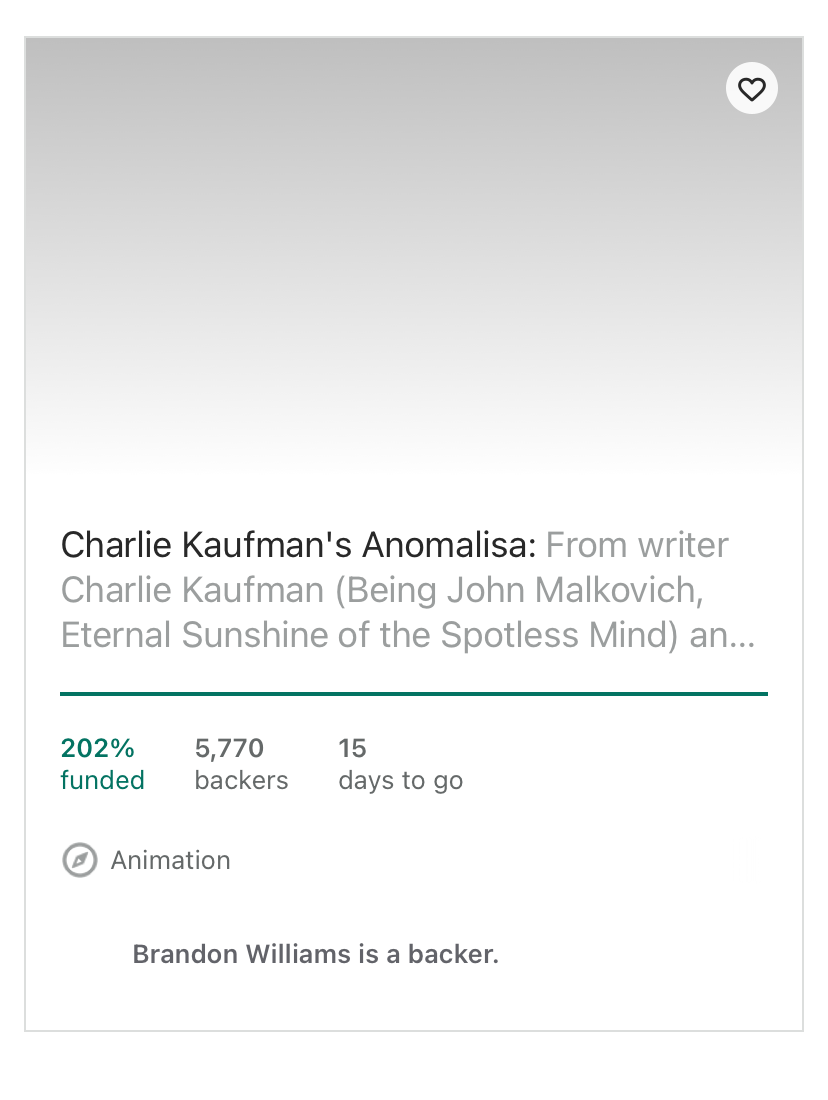 Charlie Kaufman's Anomalisa: From writer
Charlie Kaufman (Being John Malkovich,
Eternal Sunshine of the Spotless Mind) an...
202%
funded
5,770
backers
15
days to go
Animation
Brandon Williams is a backer.